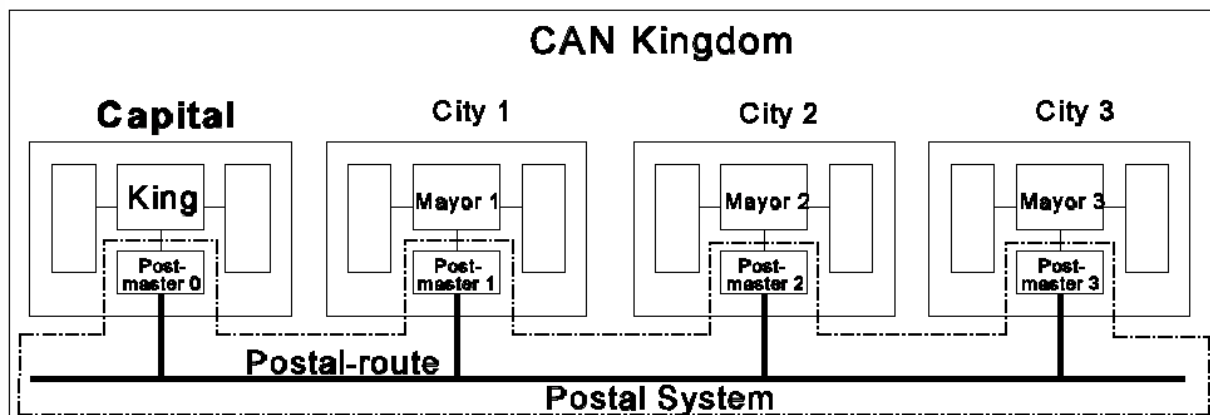 CAN Kingdom
Capital
City 1
City 2
City 3
King
Mayor 1
Mayor 2
Mayor 3
Post-
master 0
Post-
master 1
Post-
master 2
Post-
master 3
Postal-route
Postal System